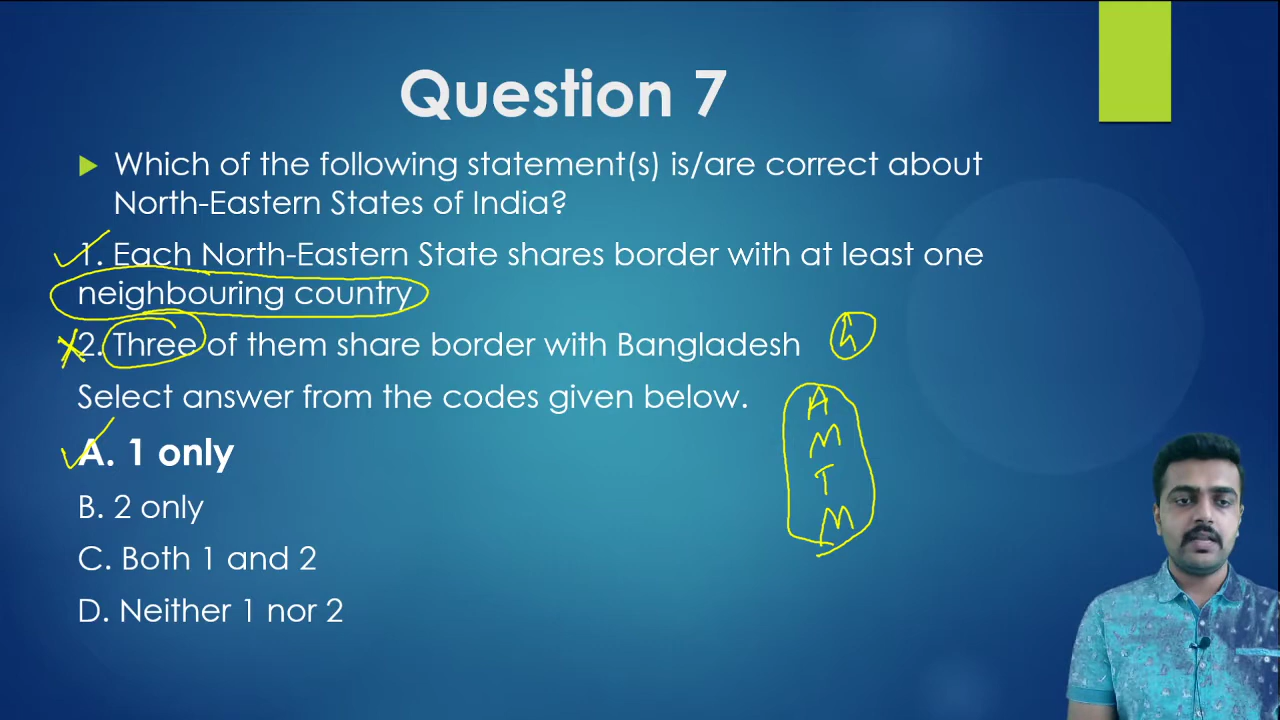 Question 7
Which of the following statement(s) is/are correct about
North-Eastern States of India?
1. Each North-Eastern State shares border with at least one
neighbouring country
2. Three of them share border with Bangladesh
Select answer from the codes given below.
A
M
T
M
A. 1 only
B. 2 only
C. Both 1 and 2
D. Neither 1 nor 2